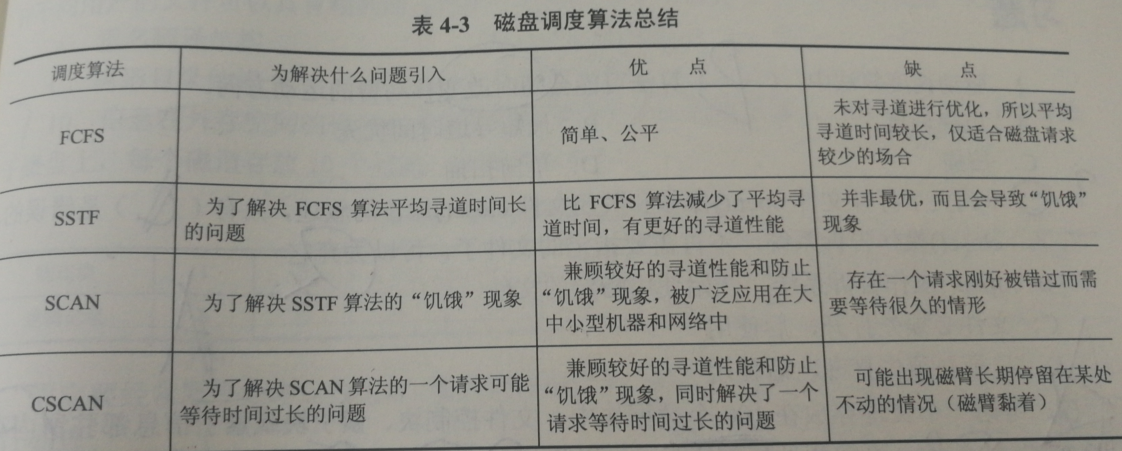 表 4-3 磁盘调度算法总结
调度算法
为解决什么问题引入
优 点
缺 点
FCFS
简单、公平
未对寻道进行优化，所以平均
寻道时间较长，仅适合磁盘请求
较少的场合
SSTF
为了解决 FCFS 算法平均寻道时间长
的问题
比 FCFS 算法减少了平均寻
道时间，有更好的寻道性能
并非最优，而且会导致“饥饿”
现象
SCAN
为了解决 SSTF 算法的“饥饿”现象
兼顾较好的寻道性能和防止
“饥饿”现象，被广泛应用在大
中小型机器和网络中
存在一个请求刚好被错过而需
要等待很久的情形
CSCAN
为了解决 SCAN 算法的一个请求可能
等待时间过长的问题
兼顾较好的寻道性能和防止
“饥饿”现象，同时解决了一个
请求等待时间过长的问题
可能出现磁臂长期停留在某处
不动的情况（磁臂黏着）